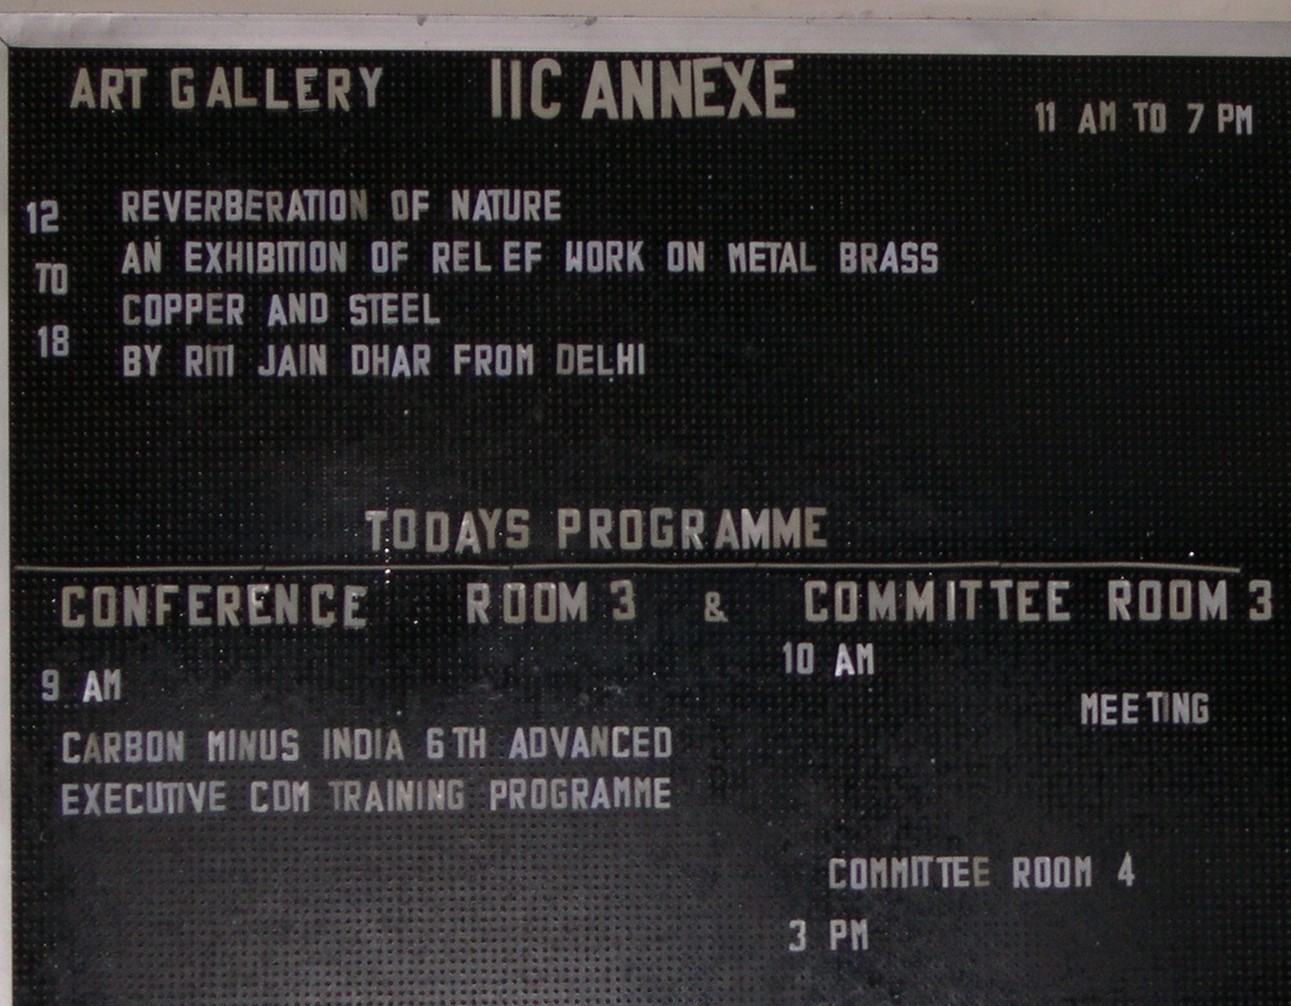 ART GALLERY IIC ANNEXE 11 AM TO 7 PM
12 REVERBERATION OF NATURE
TO AN EXHIBITION OF RELEF WORK ON METAL BRASS
COPPER AND STEEL
18 BY RITI JAIN DHAR FROM DELHI
TODAYS PROGRAMME
CONFERENCE ROOM 3 & COMMITTEE ROOM 3
9 AM
CARBON MINUS INDIA 6TH ADVANCED
EXECUTIVE CDM TRAINING PROGRAMME
10 AM
MEETING
COMMITTEE ROOM 4
3 PM